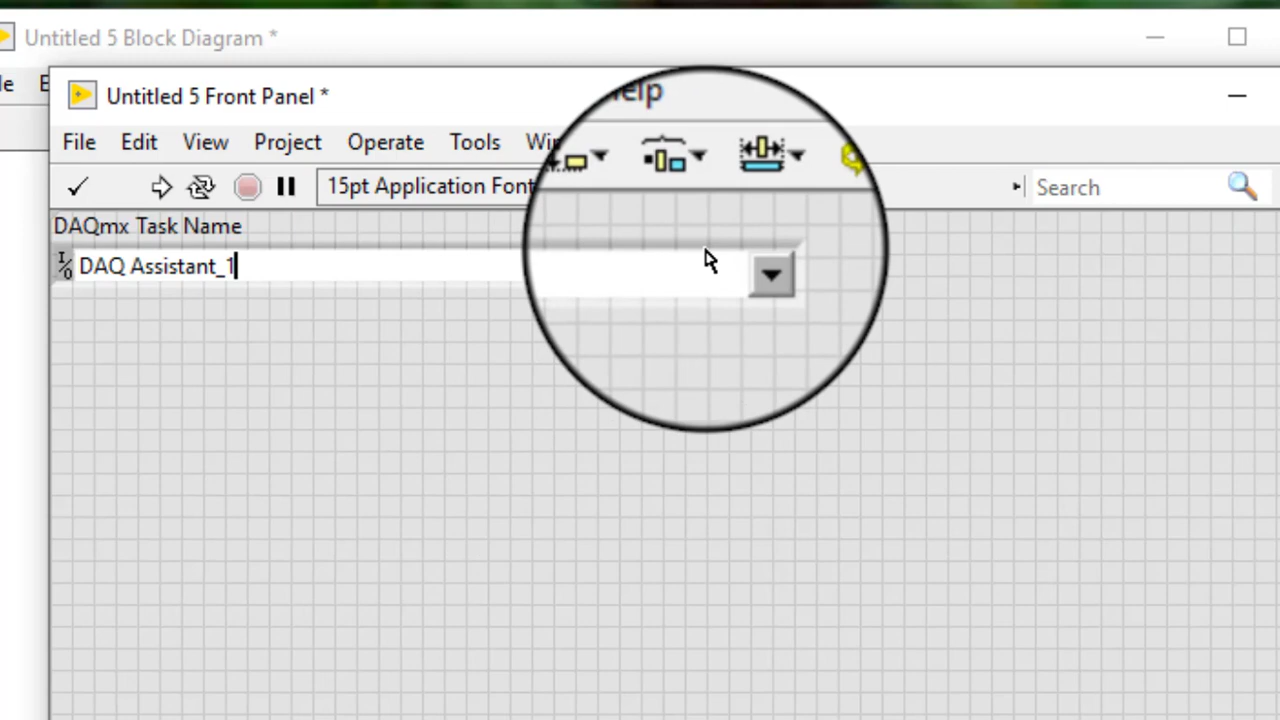 Untitled 5 Block Diagram *
Untitled 5 Front Panel *
File Edit View Project Operate Tools
15pt Application Font
Search
DAQmx Task Name
DAQ Assistant_1